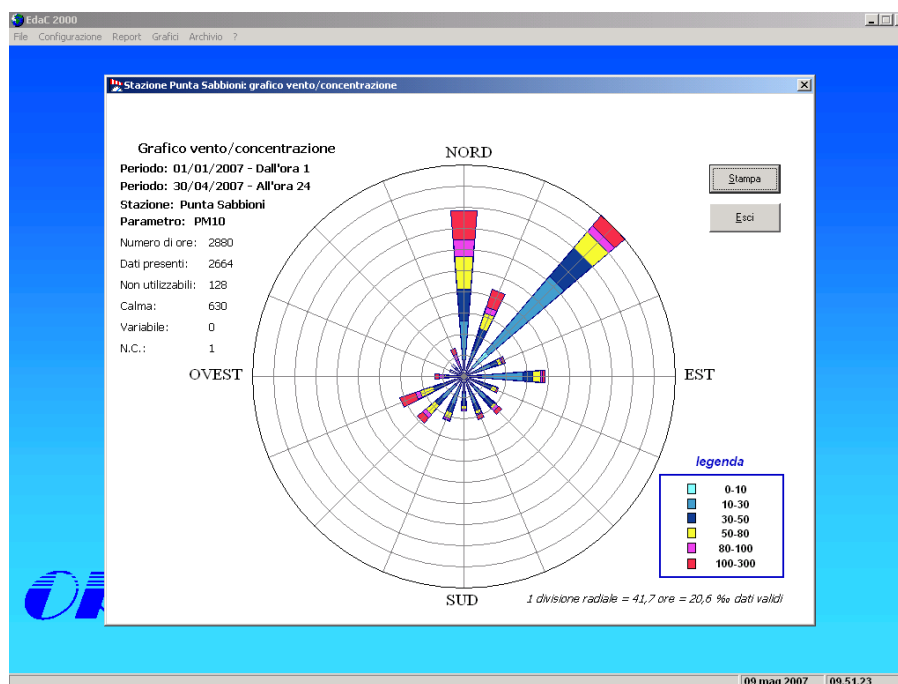 EdaC 2000
File Configurazione Report Grafici Archivio ?
Stazione Punta Sabbioni: grafico vento/concentrazione
Grafico vento/concentrazione
Periodo: 01/01/2007 - Dall'ora 1
Periodo: 30/04/2007 - All'ora 24
Stazione: Punta Sabbioni
Parametro: PM10
Numero di ore: 2880
Dati presenti: 2664
Non utilizzabili: 128
Calma: 630
Variabile: 0
N.C.: 1
NORD
OVEST
EST
SUD
Stampa
Esci
legenda
0-10
10-30
30-50
50-80
80-100
100-300
1 divisione radiale = 41,7 ore = 20,6 ‰ dati validi
09 mag 2007 09.51.23